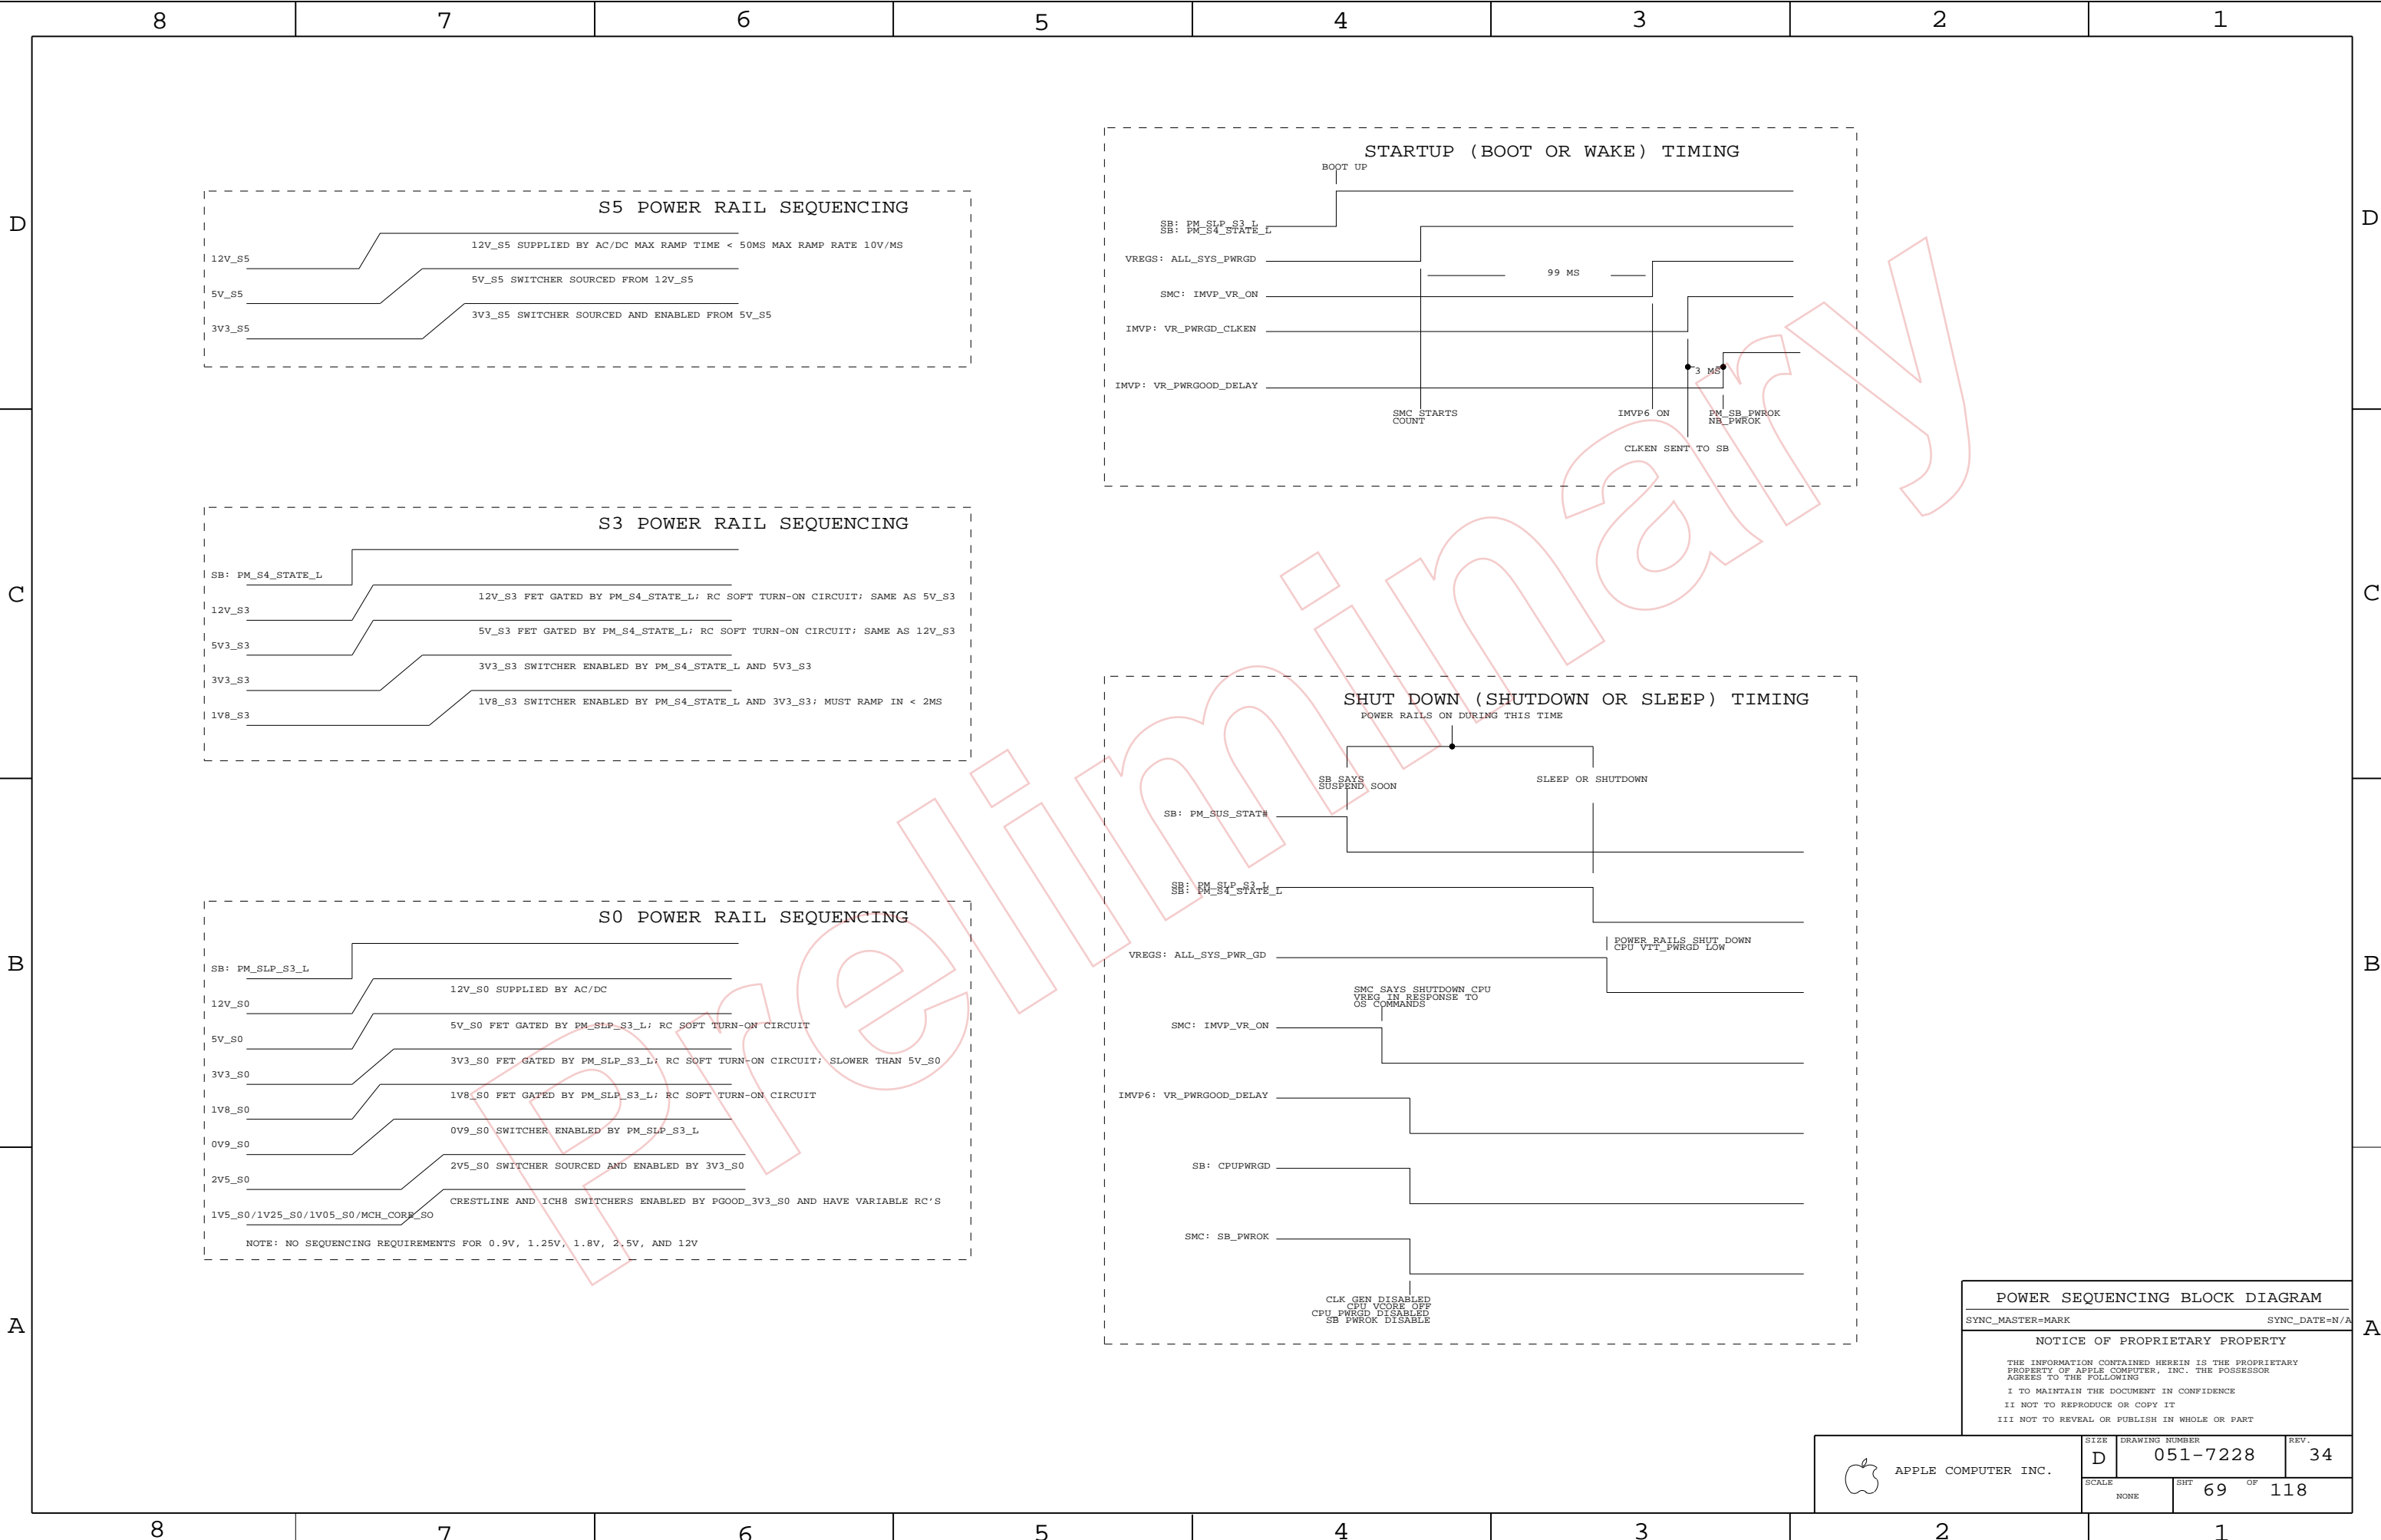 8 7 6 5 4 3 2 1
D
D
C
C
B
B
A
A
S5 POWER RAIL SEQUENCING
12V_S5
12V_S5 SUPPLIED BY AC/DC MAX RAMP TIME < 50MS MAX RAMP RATE 10V/MS
5V_S5
5V_S5 SWITCHER SOURCED FROM 12V_S5
3V3_S5
3V3_S5 SWITCHER SOURCED AND ENABLED FROM 5V_S5
S3 POWER RAIL SEQUENCING
SB: PM_S4_STATE_L
12V_S3
12V_S3 FET GATED BY PM_S4_STATE_L; RC SOFT TURN-ON CIRCUIT; SAME AS 5V_S3
5V3_S3
5V_S3 FET GATED BY PM_S4_STATE_L; RC SOFT TURN-ON CIRCUIT; SAME AS 12V_S3
3V3_S3
3V3_S3 SWITCHER ENABLED BY PM_S4_STATE_L AND 5V3_S3
1V8_S3
1V8_S3 SWITCHER ENABLED BY PM_S4_STATE_L AND 3V3_S3; MUST RAMP IN < 2MS
S0 POWER RAIL SEQUENCING
SB: PM_SLP_S3_L
12V_S0
12V_S0 SUPPLIED BY AC/DC
5V_S0
5V_S0 FET GATED BY PM_SLP_S3_L; RC SOFT TURN-ON CIRCUIT
3V3_S0
3V3_S0 FET GATED BY PM_SLP_S3_L; RC SOFT TURN-ON CIRCUIT; SLOWER THAN 5V_S0
1V8_S0
1V8_S0 FET GATED BY PM_SLP_S3_L; RC SOFT TURN-ON CIRCUIT
0V9_S0
0V9_S0 SWITCHER ENABLED BY PM_SLP_S3_L
2V5_S0
2V5_S0 SWITCHER SOURCED AND ENABLED BY 3V3_S0
1V5_S0/1V25_S0/1V05_S0/MCH_CORE_SO
CRESTLINE AND ICH8 SWITCHERS ENABLED BY PGOOD_3V3_S0 AND HAVE VARIABLE RC'S
NOTE: NO SEQUENCING REQUIREMENTS FOR 0.9V, 1.25V, 1.8V, 2.5V, AND 12V
STARTUP (BOOT OR WAKE) TIMING
BOOT UP
SB: PM_SLP_S3_L
SB: PM_S4_STATE_L
VREGS: ALL_SYS_PWRGD
99 MS
SMC: IMVP_VR_ON
IMVP: VR_PWRGD_CLKEN
3 MS
IMVP: VR_PWRGOOD_DELAY
SMC STARTS
COUNT
IMVP6 ON
PM_SB_PWROK
NB_PWROK
CLKEN SENT TO SB
SHUT DOWN (SHUTDOWN OR SLEEP) TIMING
POWER RAILS ON DURING THIS TIME
SB SAYS
SUSPEND SOON
SLEEP OR SHUTDOWN
SB: PM_SUS_STAT#
SB: PM_SLP_S3_L
SB: PM_S4_STATE_L
POWER RAILS SHUT DOWN
CPU VTT_PWRGD LOW
VREGS: ALL_SYS_PWR_GD
SMC SAYS SHUTDOWN CPU
VREG IN RESPONSE TO
OS COMMANDS
SMC: IMVP_VR_ON
IMVP6: VR_PWRGOOD_DELAY
SB: CPUPWRGD
SMC: SB_PWROK
CLK GEN DISABLED
CPU VCORE OFF
CPU_PWRGD DISABLED
SB PWROK DISABLE
Preliminary
POWER SEQUENCING BLOCK DIAGRAM
SYNC_MASTER=MARK SYNC_DATE=N/A
NOTICE OF PROPRIETARY PROPERTY
THE INFORMATION CONTAINED HEREIN IS THE PROPRIETARY
PROPERTY OF APPLE COMPUTER, INC. THE POSSESSOR
AGREES TO THE FOLLOWING
I TO MAINTAIN THE DOCUMENT IN CONFIDENCE
II NOT TO REPRODUCE OR COPY IT
III NOT TO REVEAL OR PUBLISH IN WHOLE OR PART
APPLE COMPUTER INC.
SIZE DRAWING NUMBER REV.
D 051-7228 34
SCALE SHT OF
NONE 69 118
8 7 6 5 4 3 2 1